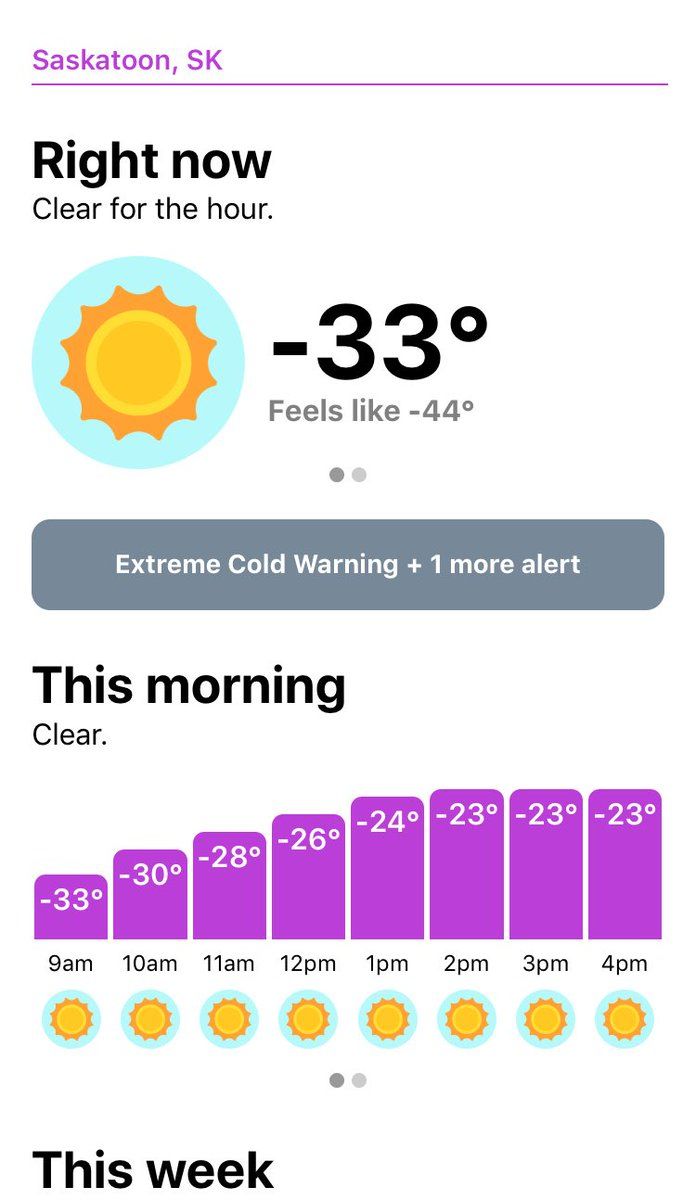 Saskatoon, SK
Right now
Clear for the hour.
-33°
Feels like -44°
Extreme Cold Warning + 1 more alert
This morning
Clear.
-33° -30° -28° -26° -24° -23° -23° -23°
9am 10am 11am 12pm 1pm 2pm 3pm 4pm
This week